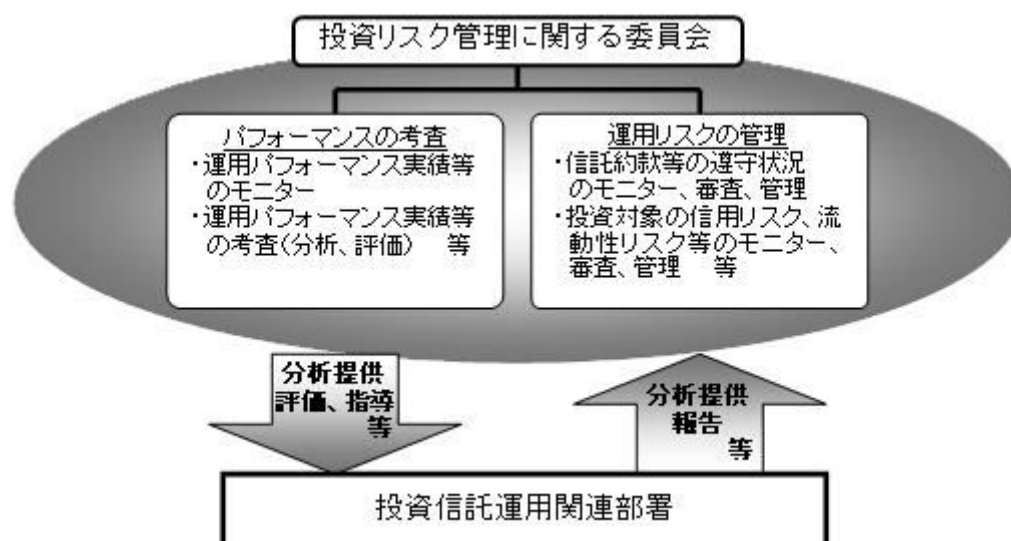 投資リスク管理に関する委員会
パフォーマンスの考査
・運用パフォーマンス実績等
のモニター
・運用パフォーマンス実績等
の考査(分析、評価) 等
運用リスクの管理
・信託約款等の遵守状況
のモニター、審査、管理
・投資対象の信用リスク、流
動性リスク等のモニター、
審査、管理 等
分析提供
評価、指導
等
分析提供
報告
等
投資信託運用関連部署